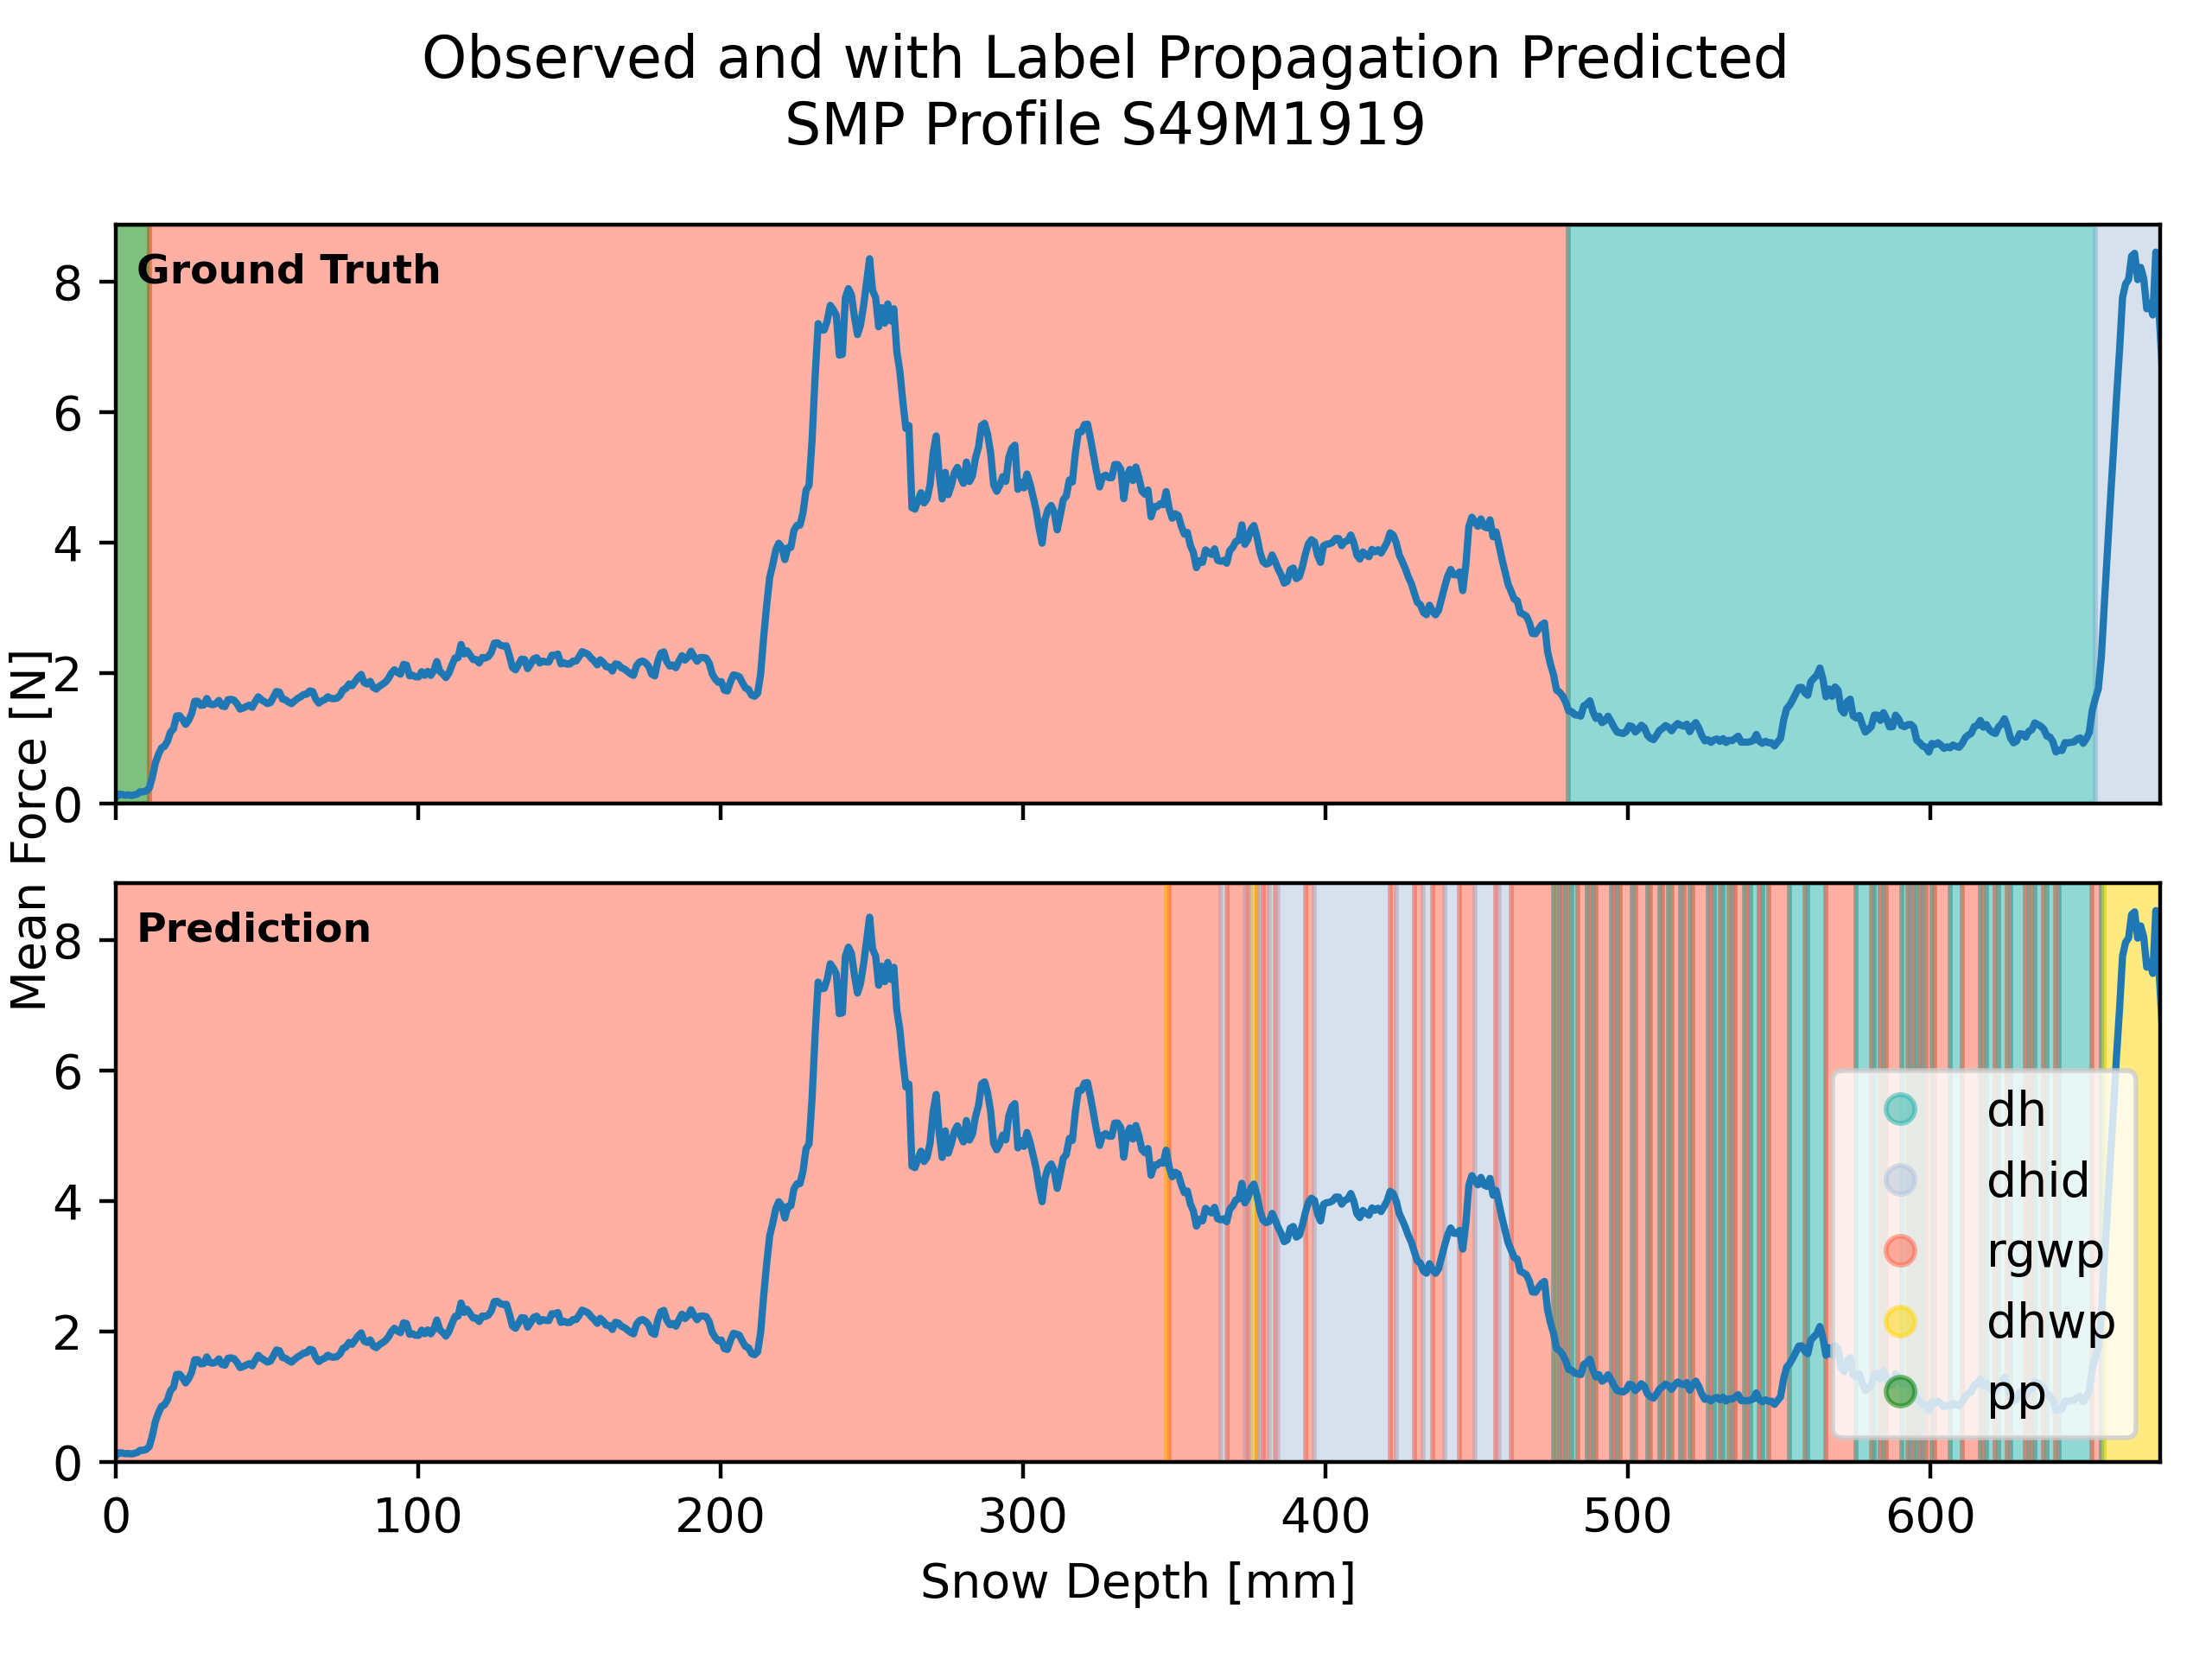 Observed and with Label Propagation Predicted
SMP Profile S49M1919
Mean Force [N]
Ground Truth
8
6
4
2
0
Prediction
8
6
4
2
0
dh
dhid
rgwp
dhwp
pp
0 100 200 300 400 500 600
Snow Depth [mm]